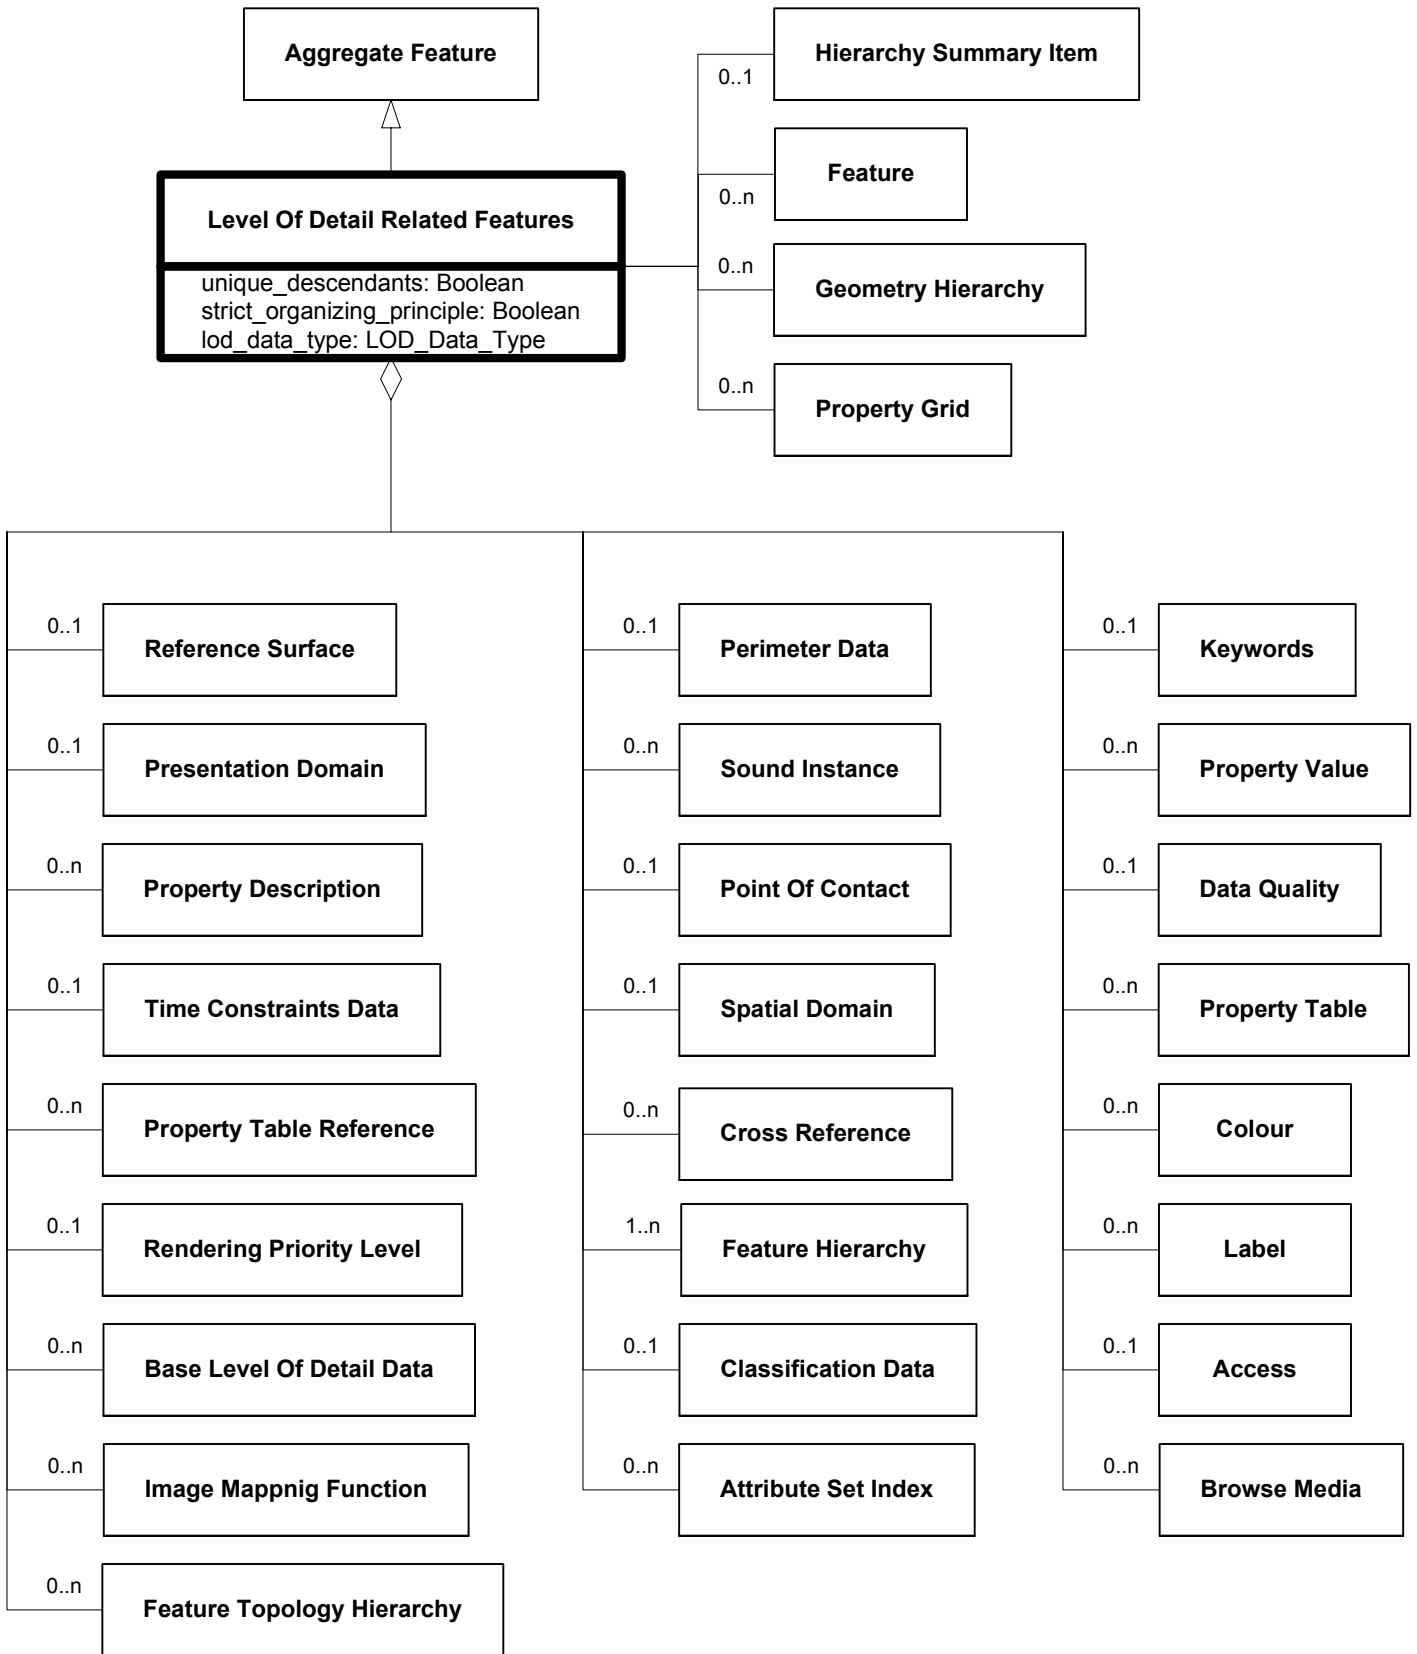 Aggregate Feature
Hierarchy Summary Item
0..1
Feature
0..n
Level Of Detail Related Features
unique_descendants: Boolean
strict_organizing_principle: Boolean
lod_data_type: LOD_Data_Type
0..n
Geometry Hierarchy
0..n
Property Grid
0..1
Reference Surface
0..1
Perimeter Data
0..1
Keywords
0..1
Presentation Domain
0..n
Sound Instance
0..n
Property Value
0..n
Property Description
0..1
Point Of Contact
0..1
Data Quality
0..1
Time Constraints Data
0..1
Spatial Domain
0..n
Property Table
0..n
Property Table Reference
0..n
Cross Reference
0..n
Colour
0..1
Rendering Priority Level
1..n
Feature Hierarchy
0..n
Label
0..n
Base Level Of Detail Data
0..1
Classification Data
0..1
Access
0..n
Image Mappnig Function
0..n
Attribute Set Index
0..n
Browse Media
0..n
Feature Topology Hierarchy